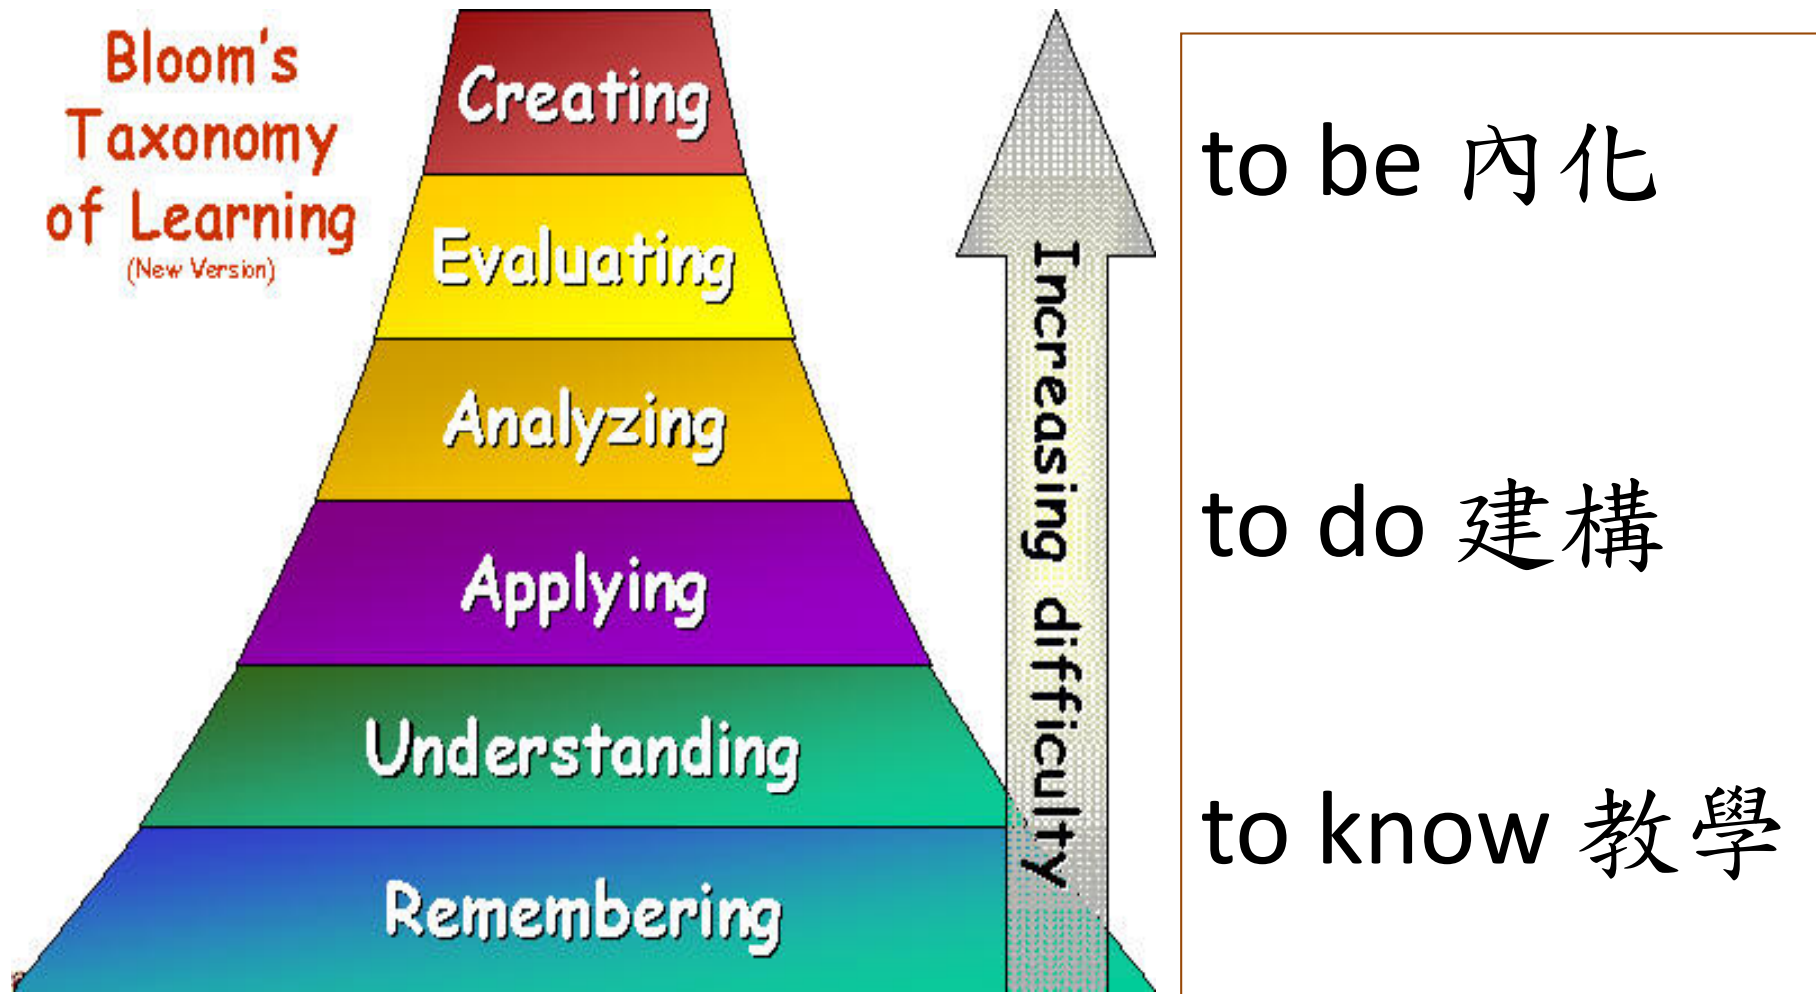 Bloom's
Taxonomy
of Learning
(New Version)
Creating
Evaluating
Analyzing
Applying
Understanding
Remembering
Increasing difficulty
to be 內化
to do 建構
to know 教學